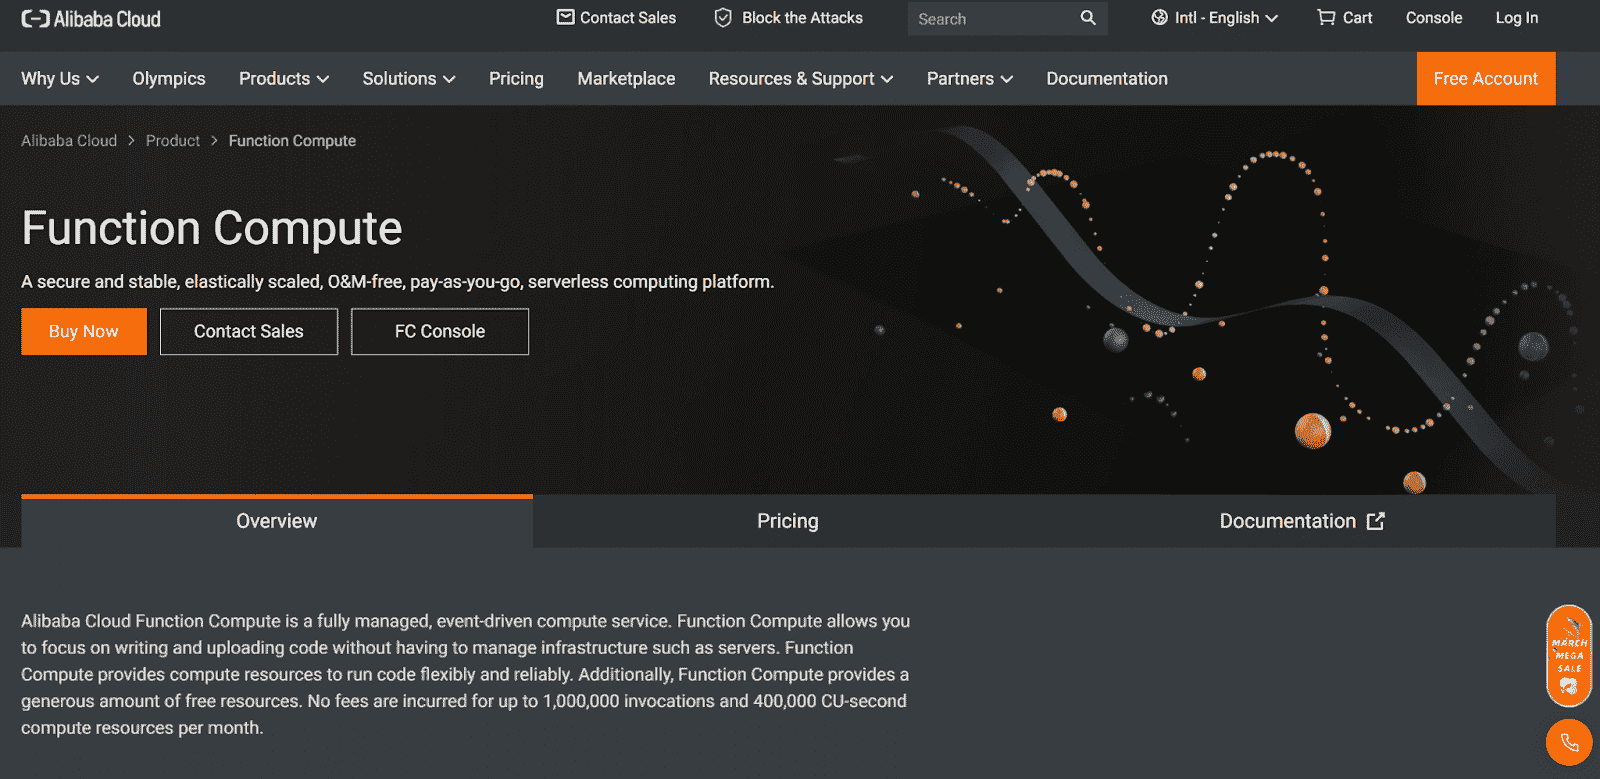 Alibaba Cloud Contact Sales Block the Attacks Search Intl - English Cart Console Log In
Why Us Olympics Products Solutions Pricing Marketplace Resources & Support Partners Documentation Free Account
Alibaba Cloud > Product > Function Compute
Function Compute
A secure and stable, elastically scaled, O&M-free, pay-as-you-go, serverless computing platform.
Buy Now Contact Sales FC Console
Overview Pricing Documentation
Alibaba Cloud Function Compute is a fully managed, event-driven compute service. Function Compute allows you
to focus on writing and uploading code without having to manage infrastructure such as servers. Function
Compute provides compute resources to run code flexibly and reliably. Additionally, Function Compute provides a
generous amount of free resources. No fees are incurred for up to 1,000,000 invocations and 400,000 CU-second
compute resources per month.
MARCH
MEGA
SALE